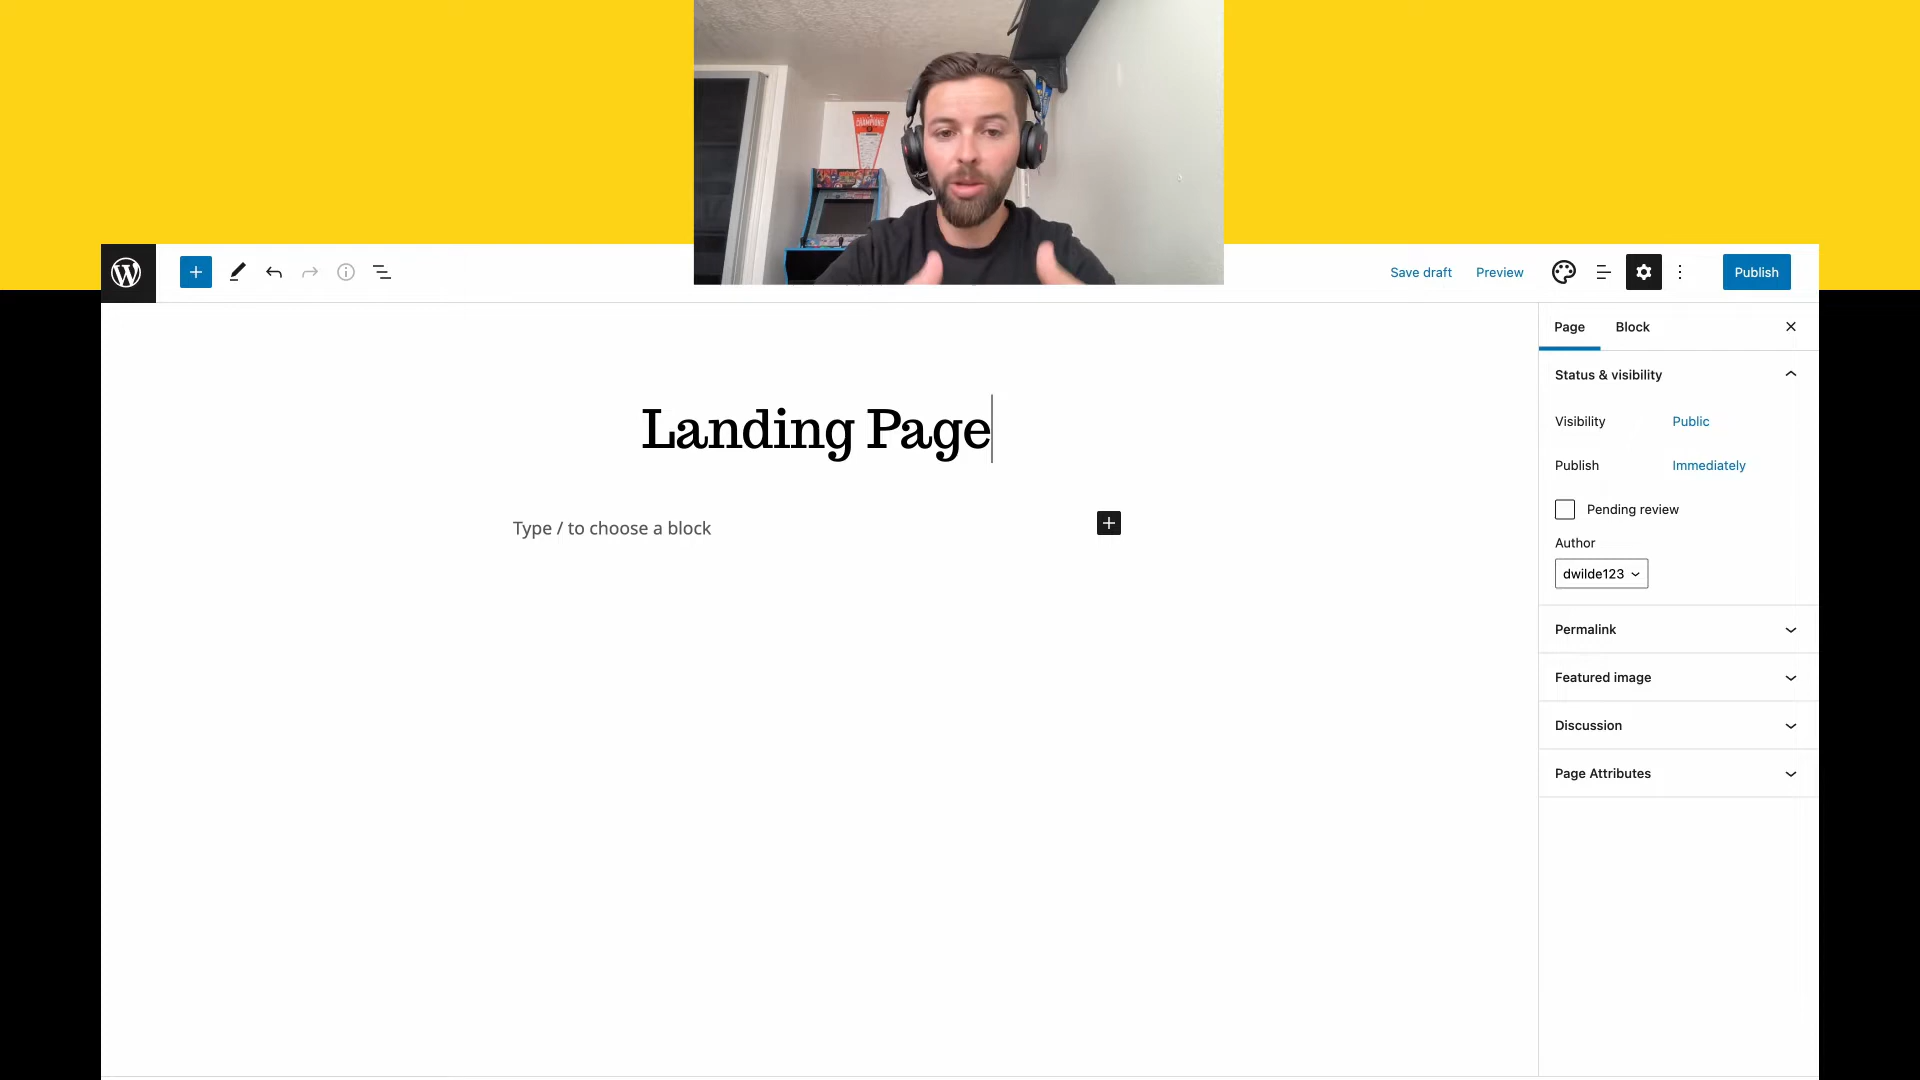 CHAMPIONS
Save draft
Preview
Publish
Page
Block
Status & visibility
Visibility
Public
Publish
Immediately
Pending review
Author
dwilde123
Permalink
Featured image
Discussion
Page Attributes
Landing Page
Type / to choose a block